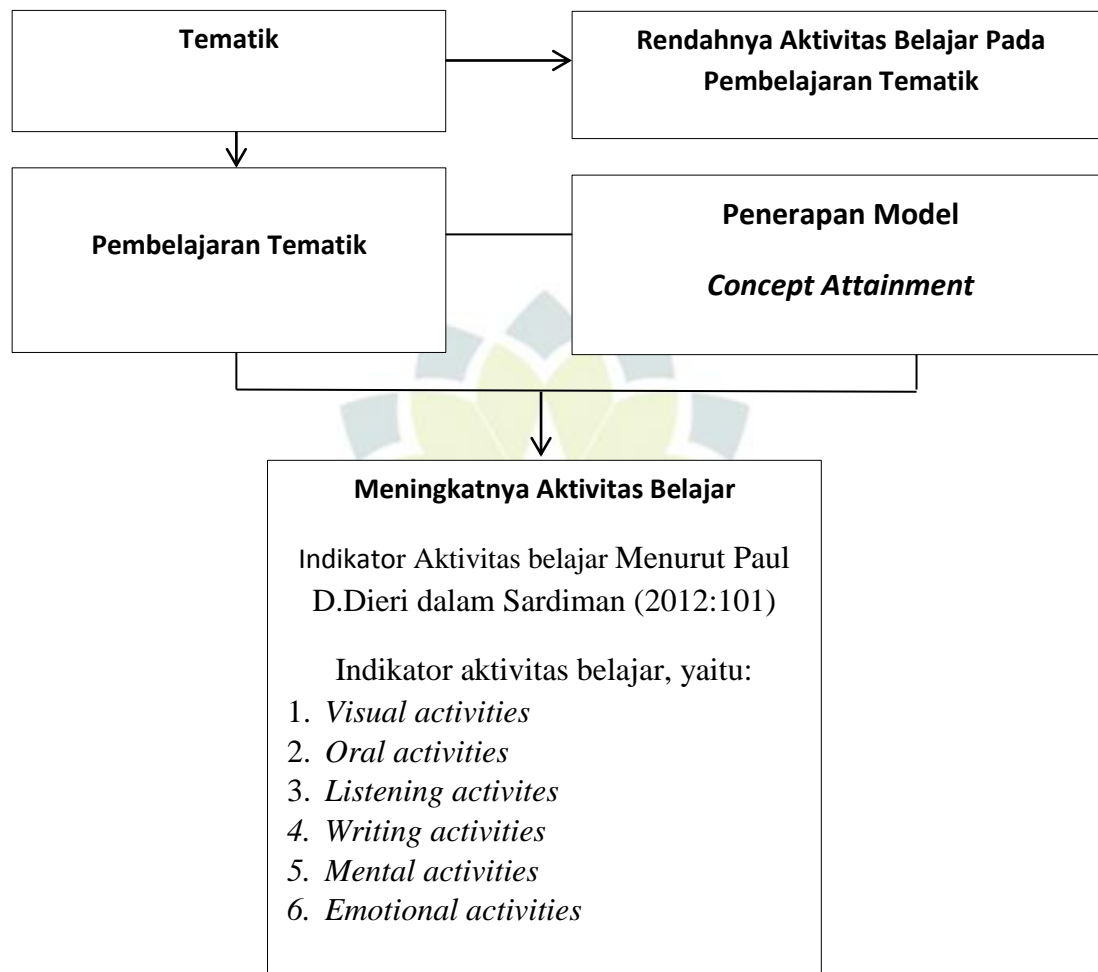 Tematik
Rendahnya Aktivitas Belajar Pada
Pembelajaran Tematik
Pembelajaran Tematik
Penerapan Model
Concept Attainment
Meningkatnya Aktivitas Belajar
Indikator Aktivitas belajar Menurut Paul
D.Dieri dalam Sardiman (2012:101)
Indikator aktivitas belajar, yaitu:
1. Visual activities
2. Oral activities
3. Listening activites
4. Writing activities
5. Mental activities
6. Emotional activities